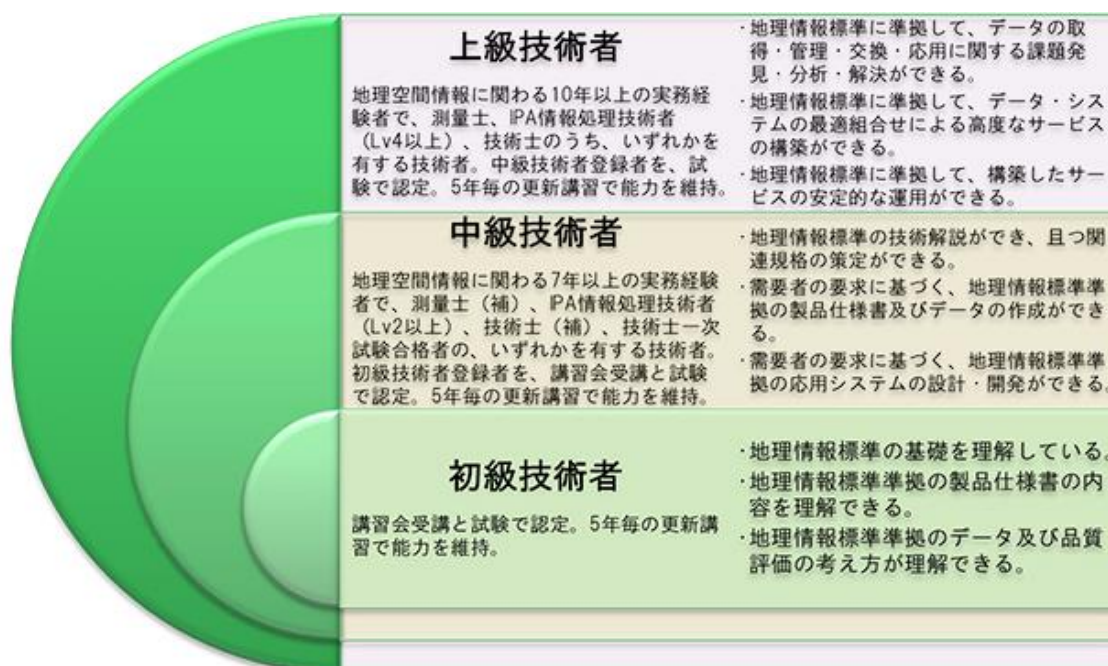 上級技術者
地理空間情報に関わる10年以上の実務経
験者で、測量士、IPA情報処理技術者
（Lv4以上）、技術士のうち、いずれかを
有する技術者。中級技術者登録者を、試
験で認定。5年毎の更新講習で能力を維持。
・地理情報標準に準拠して、データの取
得・管理・交換・応用に関する課題発
見・分析・解決ができる。
・地理情報標準に準拠して、データ・シス
テムの最適組合せによる高度なサービス
の構築ができる。
・地理情報標準に準拠して、構築したサー
ビスの安定的な運用ができる。
中級技術者
地理空間情報に関わる7年以上の実務経験
者で、測量士（補）、IPA情報処理技術者
（Lv2以上）、技術士（補）、技術士一次
試験合格者の、いずれかを有する技術者。
初級技術者登録者を、講習会受講と試験
で認定。5年毎の更新講習で能力を維持。
・地理情報標準の技術解説ができ、且つ関
連規格の策定ができる。
・需要者の要求に基づく、地理情報標準準
拠の製品仕様書及びデータの作成ができ
る。
・需要者の要求に基づく、地理情報標準準
拠の応用システムの設計・開発ができる。
初級技術者
講習会受講と試験で認定。5年毎の更新講
習で能力を維持。
・地理情報標準の基礎を理解している。
・地理情報標準準拠の製品仕様書の内
容を理解できる。
・地理情報標準準拠のデータ及び品質
評価の考え方が理解できる。